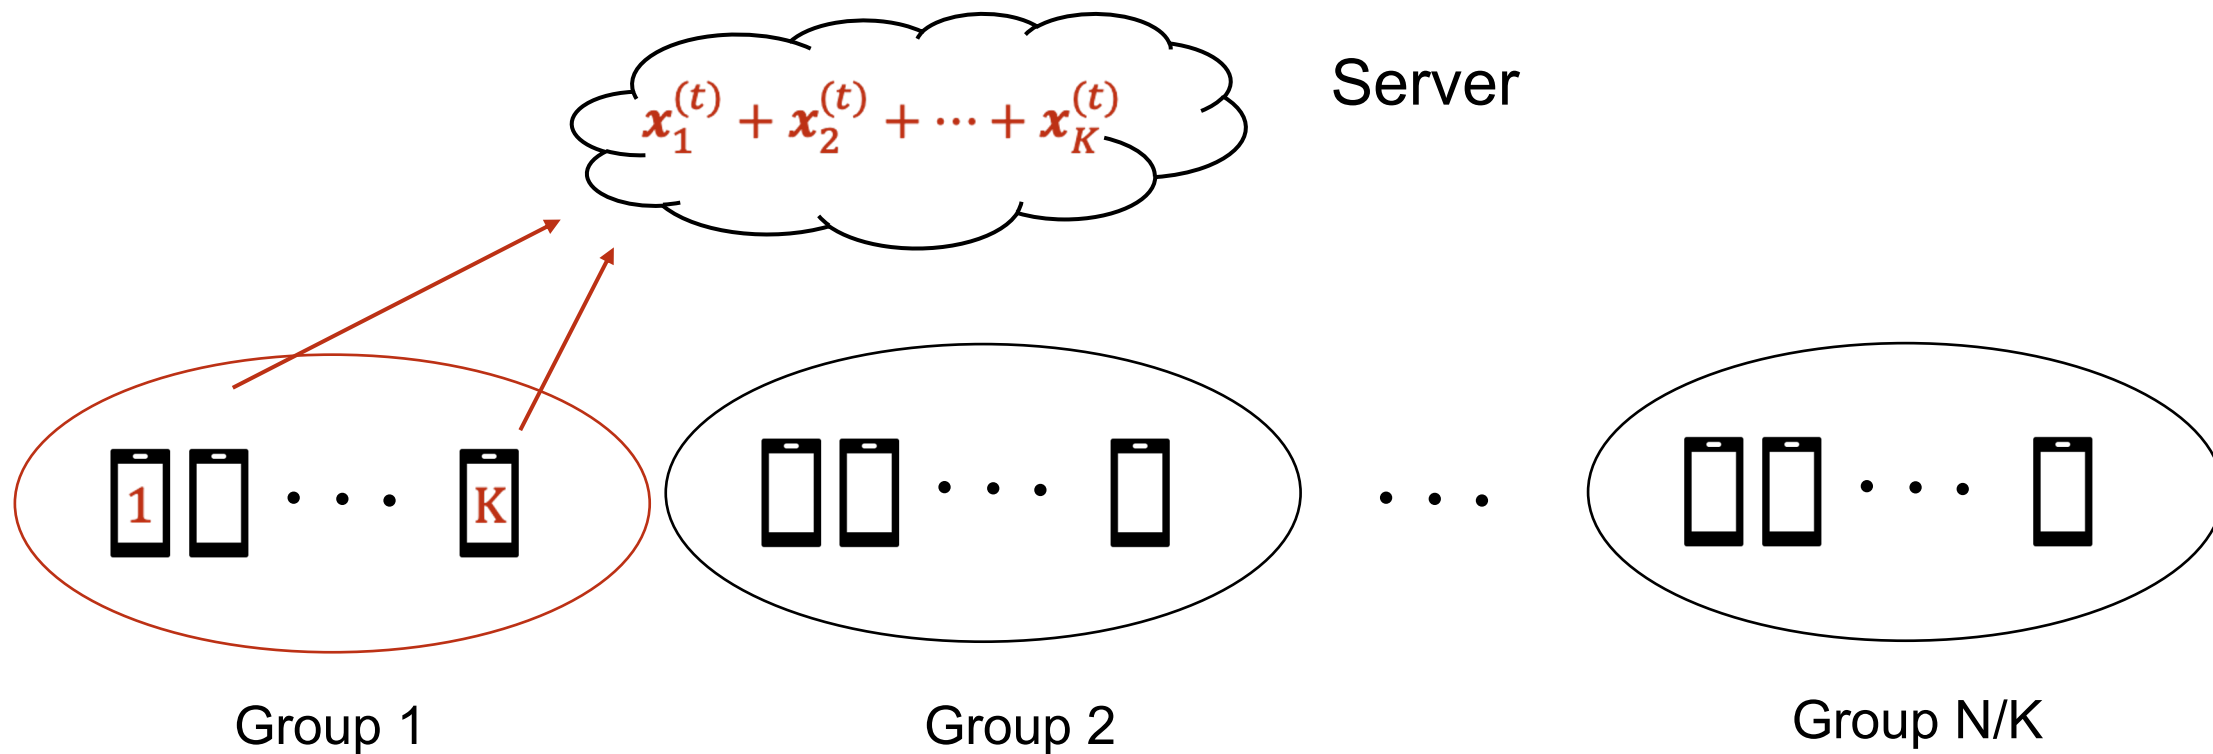 Server
x_1^{(t)} + x_2^{(t)} + ⋯ + x_K^{(t)}
1 K
Group 1
Group 2
Group N/K